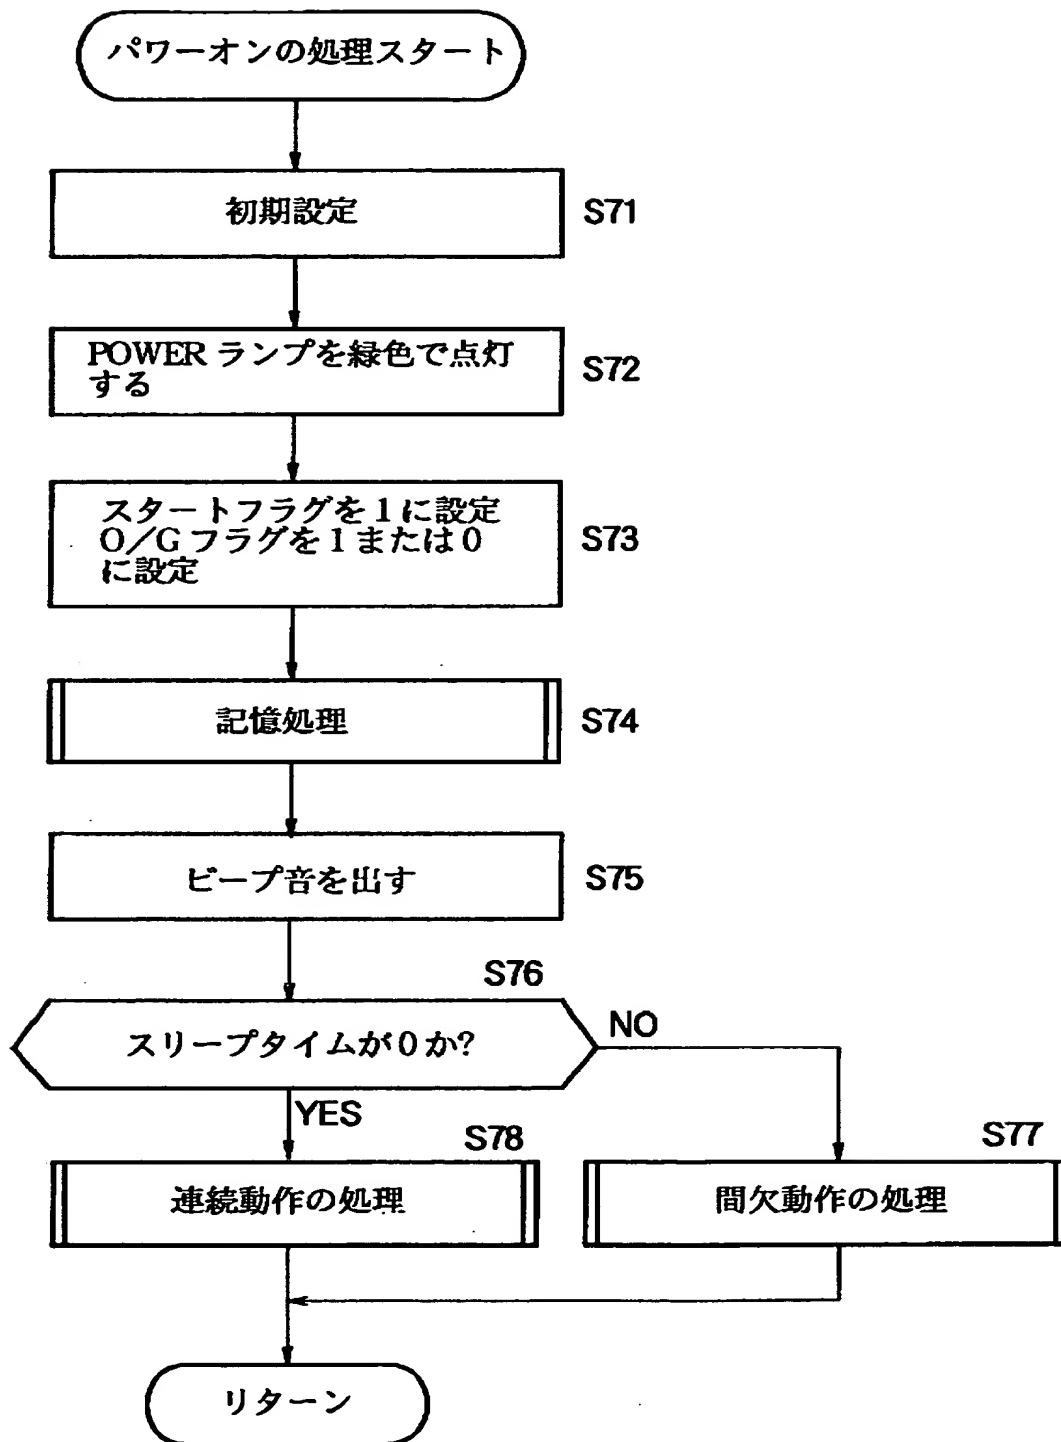 パワーオンの処理スタート
初期設定
S71
POWER ランプを緑色で点灯
する
S72
スタートフラグを1に設定
O/G フラグを1または0
に設定
S73
記憶処理
S74
ビープ音を出す
S75
S76
スリープタイムが0か?
NO
YES
S78
S77
連続動作の処理
間欠動作の処理
リターン